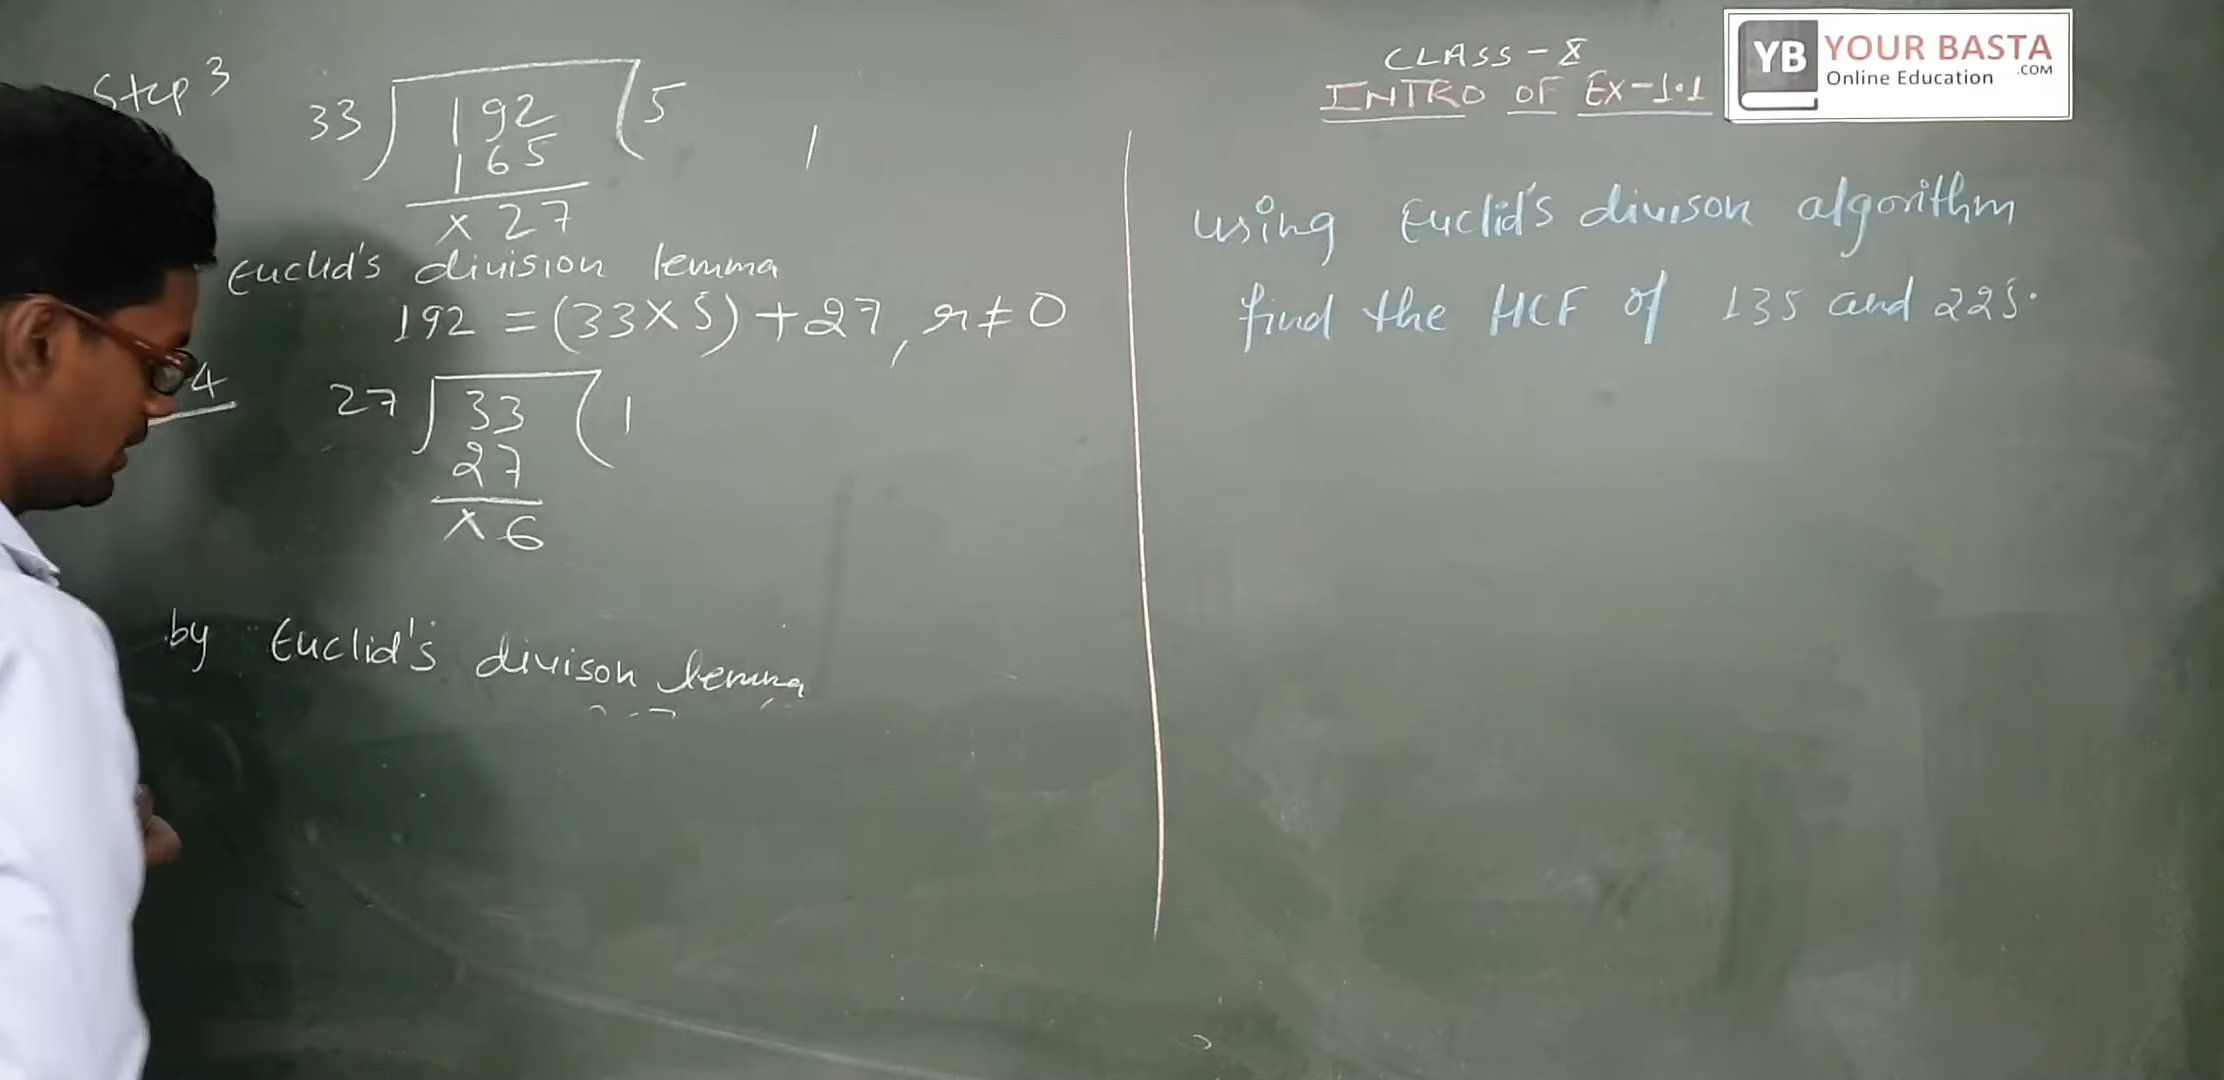 Step 3
33 192 5
165
x 27
Euclid's division lemma
192 = (33×5) + 27, r ≠ 0
4
27 33 1
27
x 6
by Euclid's divison lemma
CLASS - X
INTRO OF EX-1.1
YB YOUR BASTA
Online Education .COM
using Euclid's divison algorithm
find the HCF of 135 and 225.